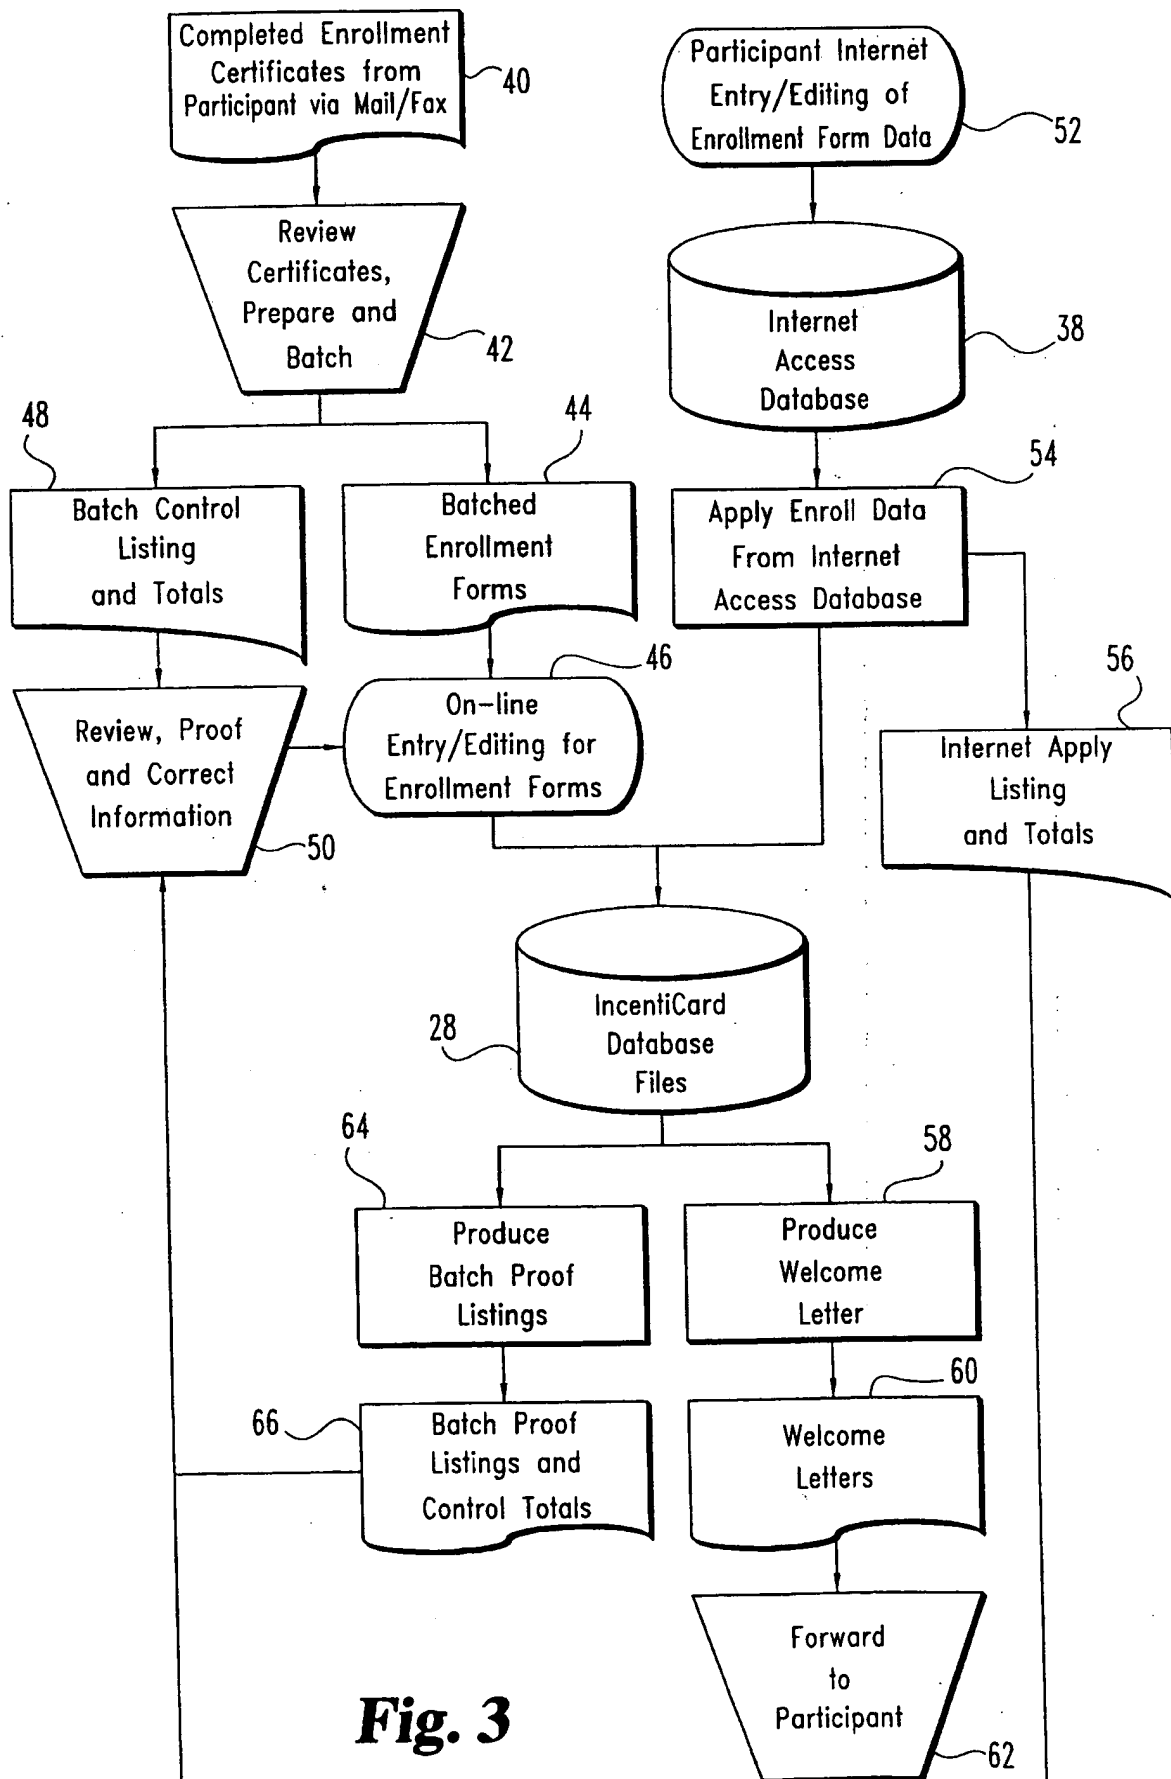 Completed Enrollment
Certificates from
Participant via Mail/Fax
40
Participant Internet
Entry/Editing of
Enrollment Form Data
52
Review
Certificates,
Prepare and
Batch
42
Internet
Access
Database
38
48
Batch Control
Listing
and Totals
44
Batched
Enrollment
Forms
54
Apply Enroll Data
From Internet
Access Database
Review, Proof
and Correct
Information
50
46
On-line
Entry/Editing for
Enrollment Forms
56
Internet Apply
Listing
and Totals
IncentiCard
Database
Files
28
64
Produce
Batch Proof
Listings
58
Produce
Welcome
Letter
66
Batch Proof
Listings and
Control Totals
60
Welcome
Letters
Forward
to
Participant
62
Fig. 3